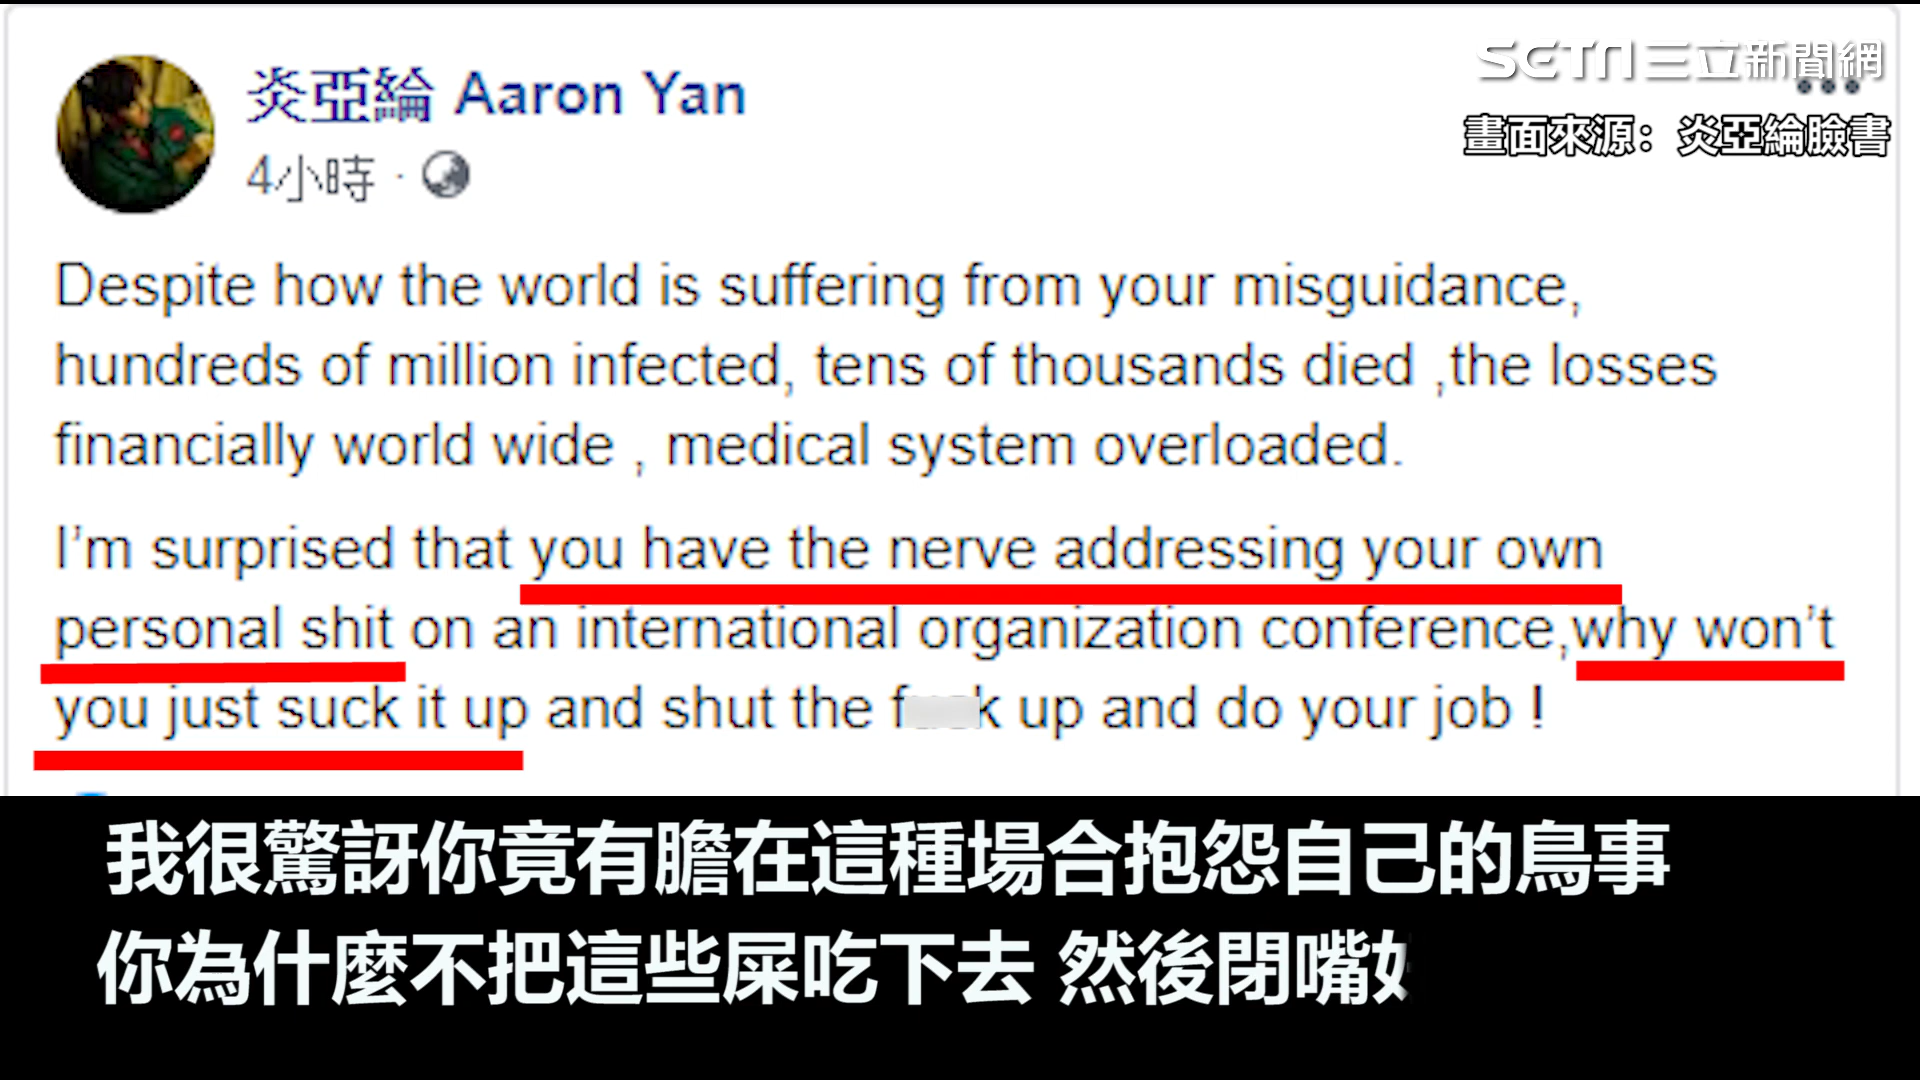 炎亞綸 Aaron Yan
SETN三立新聞網
4小時 ·
畫面來源：炎亞綸臉書
Despite how the world is suffering from your misguidance,
hundreds of million infected, tens of thousands died ,the losses
financially world wide , medical system overloaded.
I'm surprised that you have the nerve addressing your own
personal shit on an international organization conference,why won't
you just suck it up and shut the f k up and do your job !
我很驚訝你竟有膽在這種場合抱怨自己的鳥事
你為什麼不把這些屎吃下去 然後閉嘴